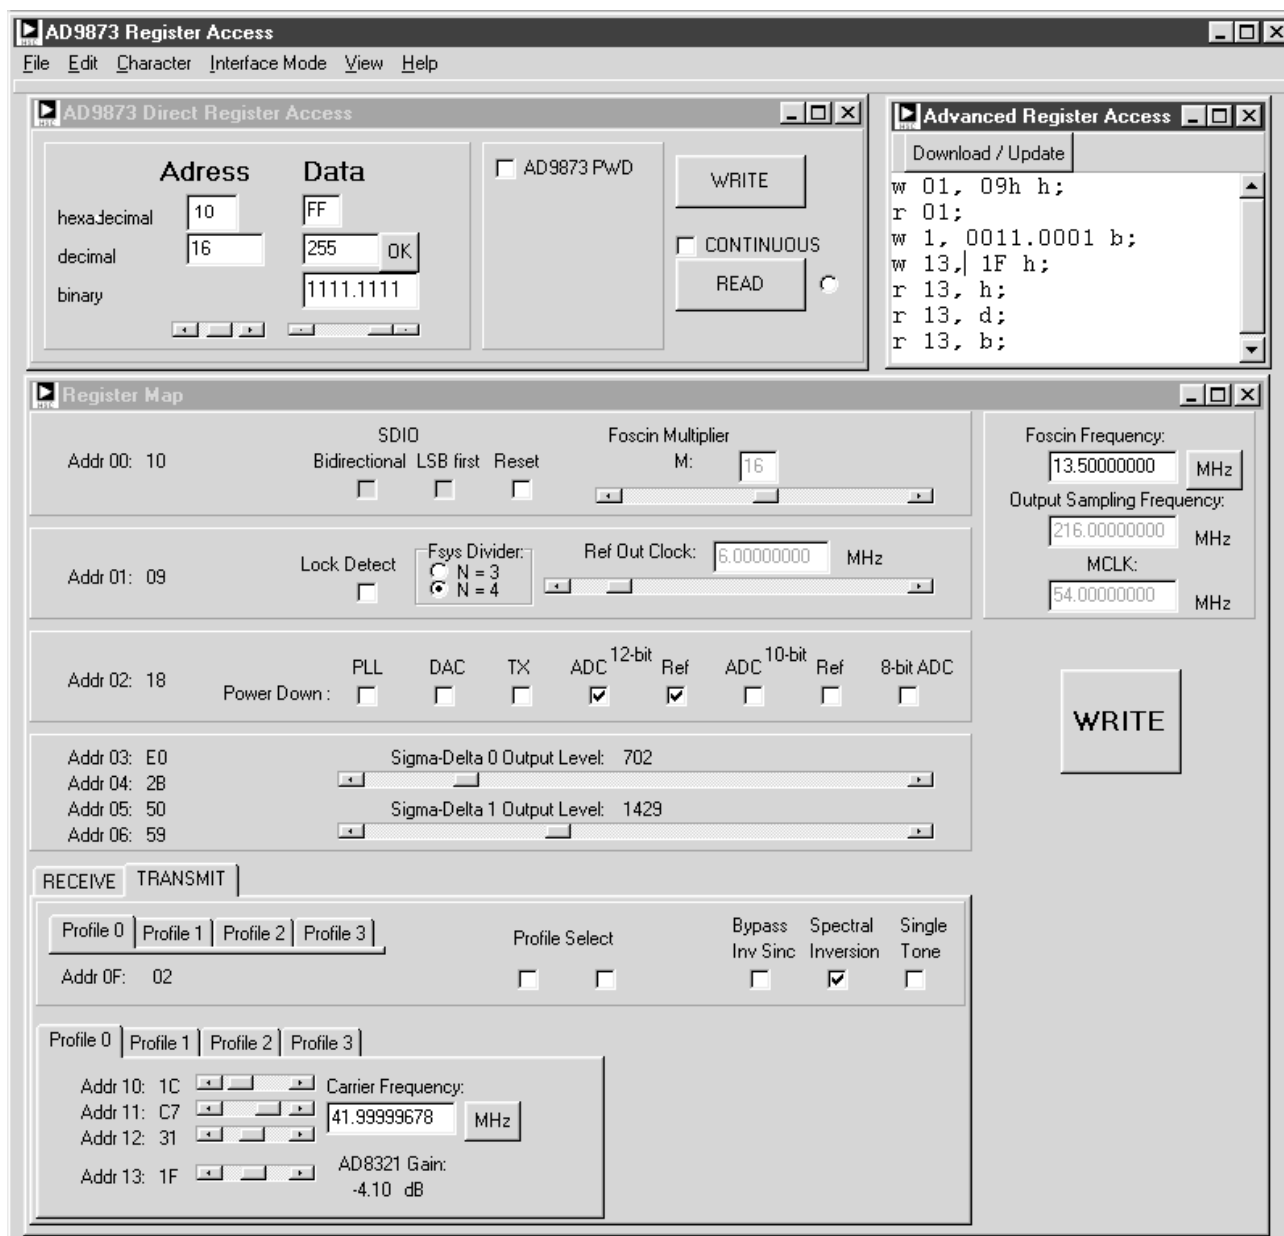 AD9873 Register Access
File Edit Character Interface Mode View Help
AD9873 Direct Register Access
Adress Data
hexadecimal 10 FF
decimal 16 255 OK
binary 1111.1111
AD9873 PWD
WRITE
CONTINUOUS
READ
Advanced Register Access
Download / Update
w 01, 09h h;
r 01;
w 1, 0011.0001 b;
w 13, 1F h;
r 13, h;
r 13, d;
r 13, b;
Register Map
Addr 00: 10
SDIO
Bidirectional LSB first Reset
Foscin Multiplier
M: 16
Foscin Frequency:
13.50000000 MHz
Output Sampling Frequency:
216.00000000 MHz
MCLK:
54.00000000 MHz
Addr 01: 09
Lock Detect
Fsys Divider:
N = 3
N = 4
Ref Out Clock: 6.00000000 MHz
Addr 02: 18
Power Down :
PLL DAC TX ADC 12-bit Ref ADC 10-bit Ref 8-bit ADC
WRITE
Addr 03: E0
Addr 04: 2B
Addr 05: 50
Addr 06: 59
Sigma-Delta 0 Output Level: 702
Sigma-Delta 1 Output Level: 1429
RECEIVE TRANSMIT
Profile 0 Profile 1 Profile 2 Profile 3
Addr 0F: 02
Profile Select
Bypass Spectral Single
Inv Sinc Inversion Tone
Profile 0 Profile 1 Profile 2 Profile 3
Addr 10: 1C
Addr 11: C7
Addr 12: 31
Addr 13: 1F
Carrier Frequency:
41.99999678 MHz
AD8321 Gain:
-4.10 dB